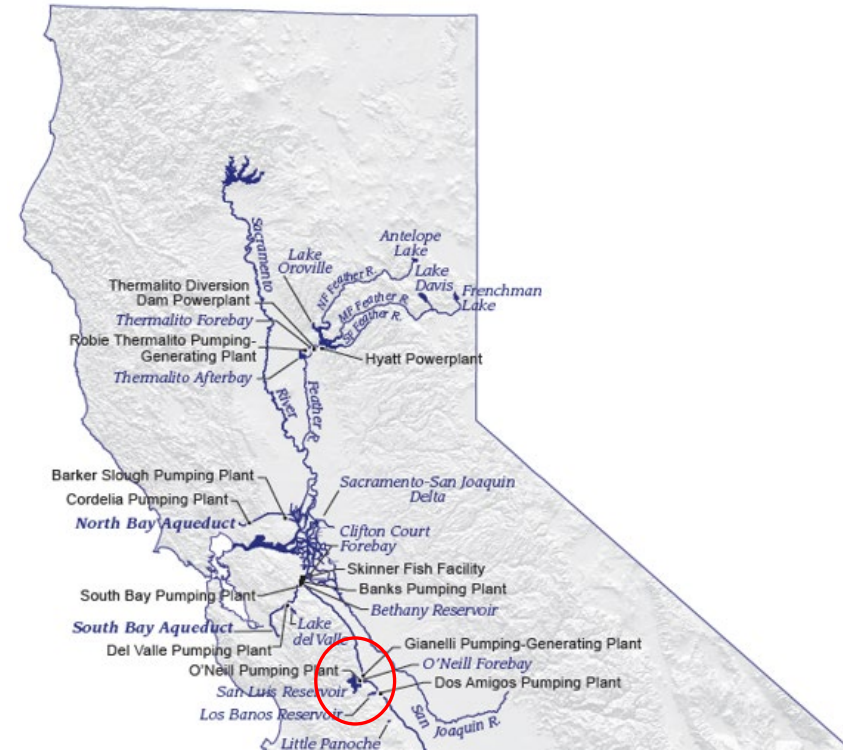 Antelope
Lake
Lake
Oroville
Lake
Davis
Frenchman
Lake
Sacramento
River
NF Feather R.
MF Feather R.
SF Feather R.
Thermalito Diversion
Dam Powerplant
Thermalito Forebay
Robie Thermalito Pumping-
Generating Plant
Hyatt Powerplant
Thermalito Afterbay
Feather R.
Barker Slough Pumping Plant
Cordelia Pumping Plant
North Bay Aqueduct
Sacramento-San Joaquin
Delta
Clifton Court
Forebay
Skinner Fish Facility
Banks Pumping Plant
South Bay Pumping Plant
Bethany Reservoir
South Bay Aqueduct
Lake
del Valle
Del Valle Pumping Plant
Gianelli Pumping-Generating Plant
O'Neill Pumping Plant
O'Neill Forebay
San Luis Reservoir
Dos Amigos Pumping Plant
Los Banos Reservoir
San
Joaquin R.
Little Panoche